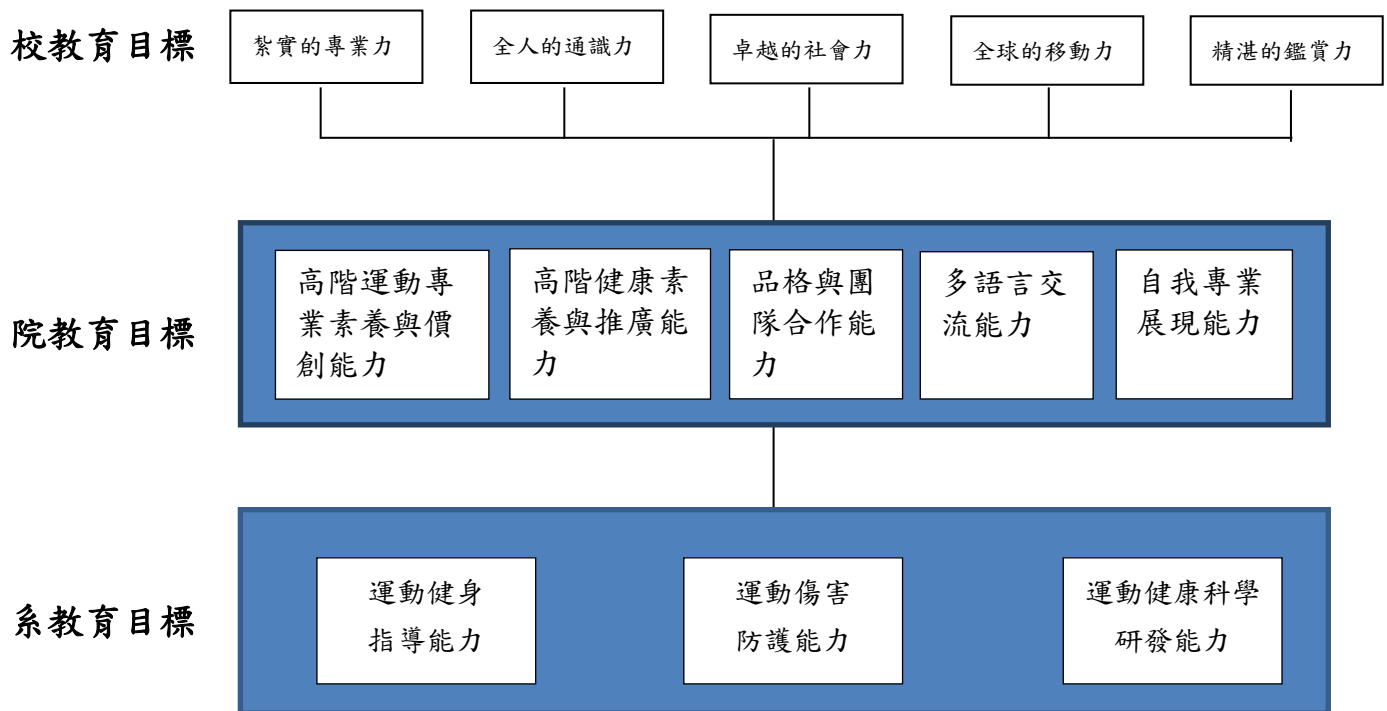 校教育目標
紮實的專業力
全人的通識力
卓越的社會力
全球的移動力
精湛的鑑賞力
院教育目標
高階運動專
業素養與價
創能力
高階健康素
養與推廣能
力
品格與團
隊合作能
力
多語言交
流能力
自我專業
展現能力
系教育目標
運動健身
指導能力
運動傷害
防護能力
運動健康科學
研發能力